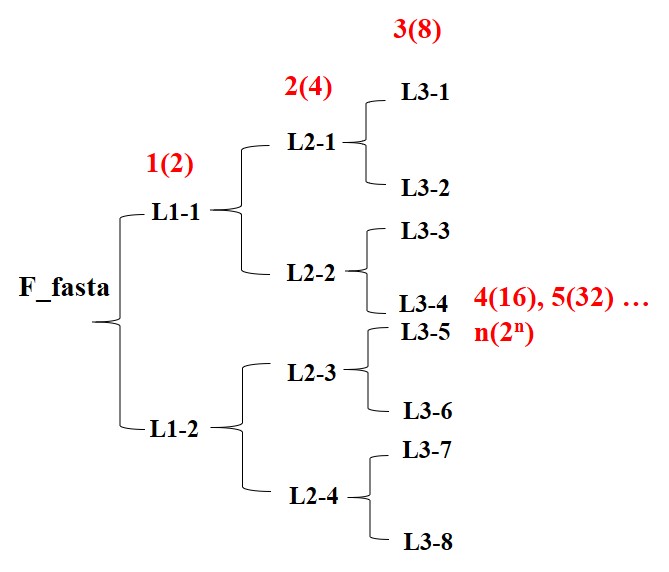 3(8)
L3-1
2(4)
L2-1
1(2)
L3-2
L1-1
L3-3
L2-2
F_fasta
L3-4
4(16), 5(32) …
L3-5
n(2ⁿ)
L2-3
L3-6
L1-2
L3-7
L2-4
L3-8